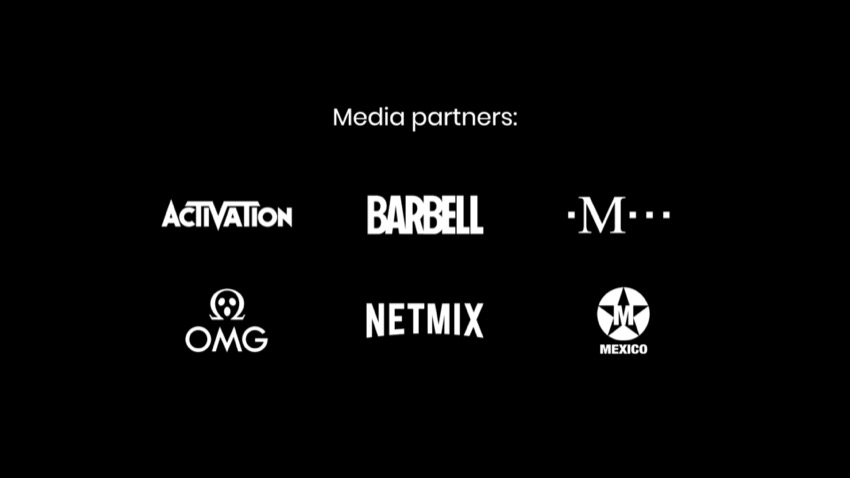 Media partners:
ACTIVATION
BARBELL
·M···
OMG
NETMIX
M
MEXICO